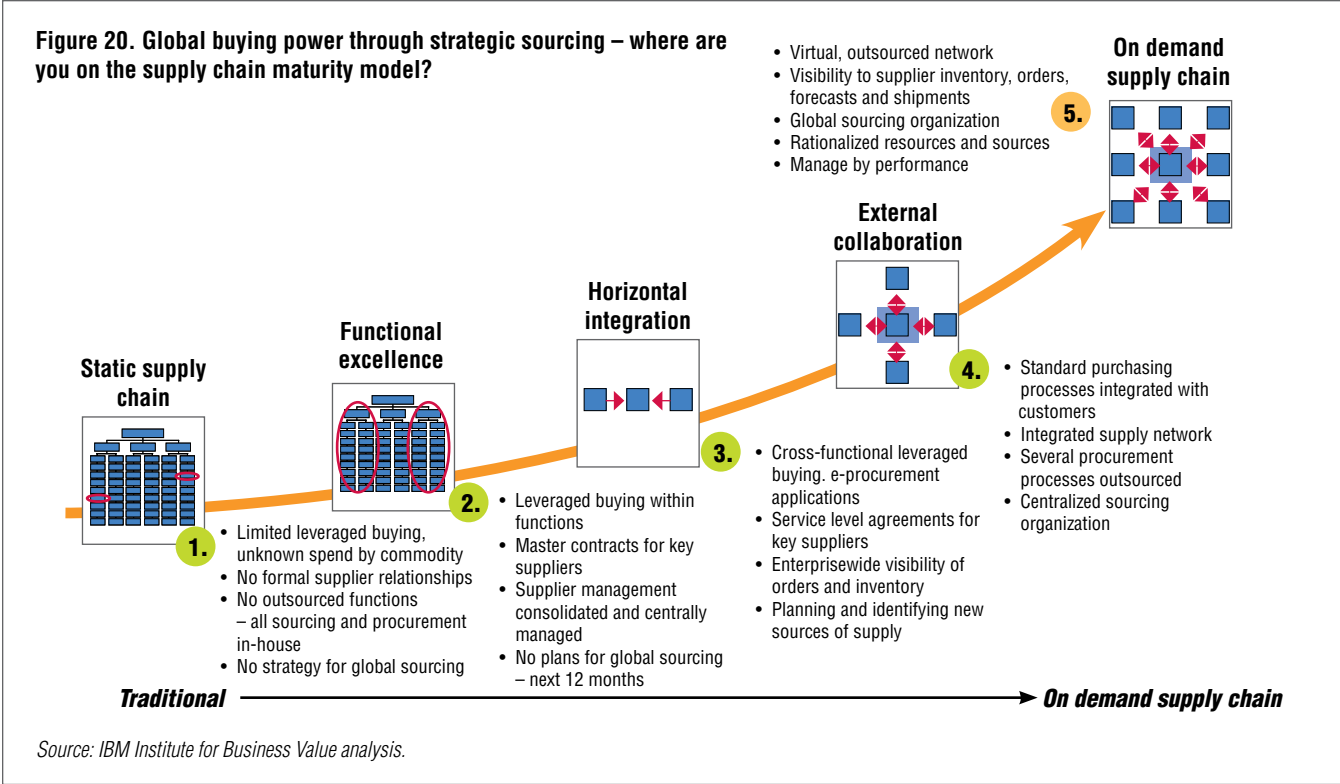 Figure 20. Global buying power through strategic sourcing – where are
you on the supply chain maturity model?
Static supply
chain
1.
• Limited leveraged buying,
unknown spend by commodity
• No formal supplier relationships
• No outsourced functions
– all sourcing and procurement
in-house
• No strategy for global sourcing
Functional
excellence
2.
• Leveraged buying within
functions
• Master contracts for key
suppliers
• Supplier management
consolidated and centrally
managed
• No plans for global sourcing
– next 12 months
Horizontal
integration
3.
• Cross-functional leveraged
buying. e-procurement
applications
• Service level agreements for
key suppliers
• Enterprisewide visibility of
orders and inventory
• Planning and identifying new
sources of supply
External
collaboration
4.
• Standard purchasing
processes integrated with
customers
• Integrated supply network
• Several procurement
processes outsourced
• Centralized sourcing
organization
On demand
supply chain
5.
• Virtual, outsourced network
• Visibility to supplier inventory, orders,
forecasts and shipments
• Global sourcing organization
• Rationalized resources and sources
• Manage by performance
Traditional
On demand supply chain
Source: IBM Institute for Business Value analysis.